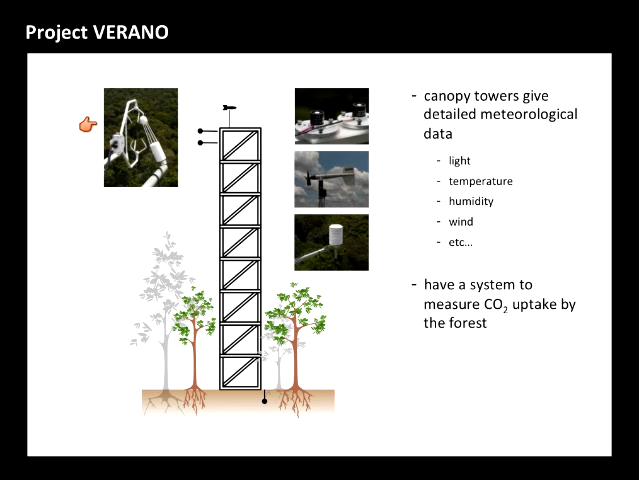 Project VERANO
- canopy towers give
detailed meteorological
data
- light
- temperature
- humidity
- wind
- etc...
- have a system to
measure CO₂ uptake by
the forest